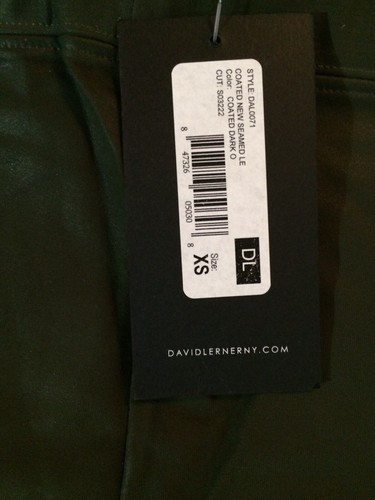 STYLE: DAL0071
COATED NEW SEAMED LE
Color: COATED DARK O
CUT: S03222
8 47326 05030 8
DL
Size:
XS
DAVIDLERNERNY.COM